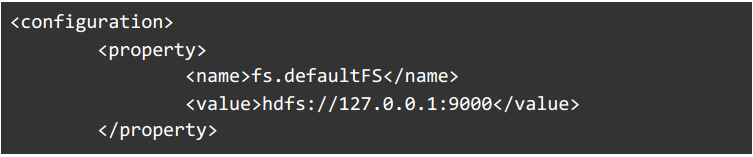 <configuration>
<property>
<name>fs.defaultFS</name>
<value>hdfs://127.0.0.1:9000</value>
</property>